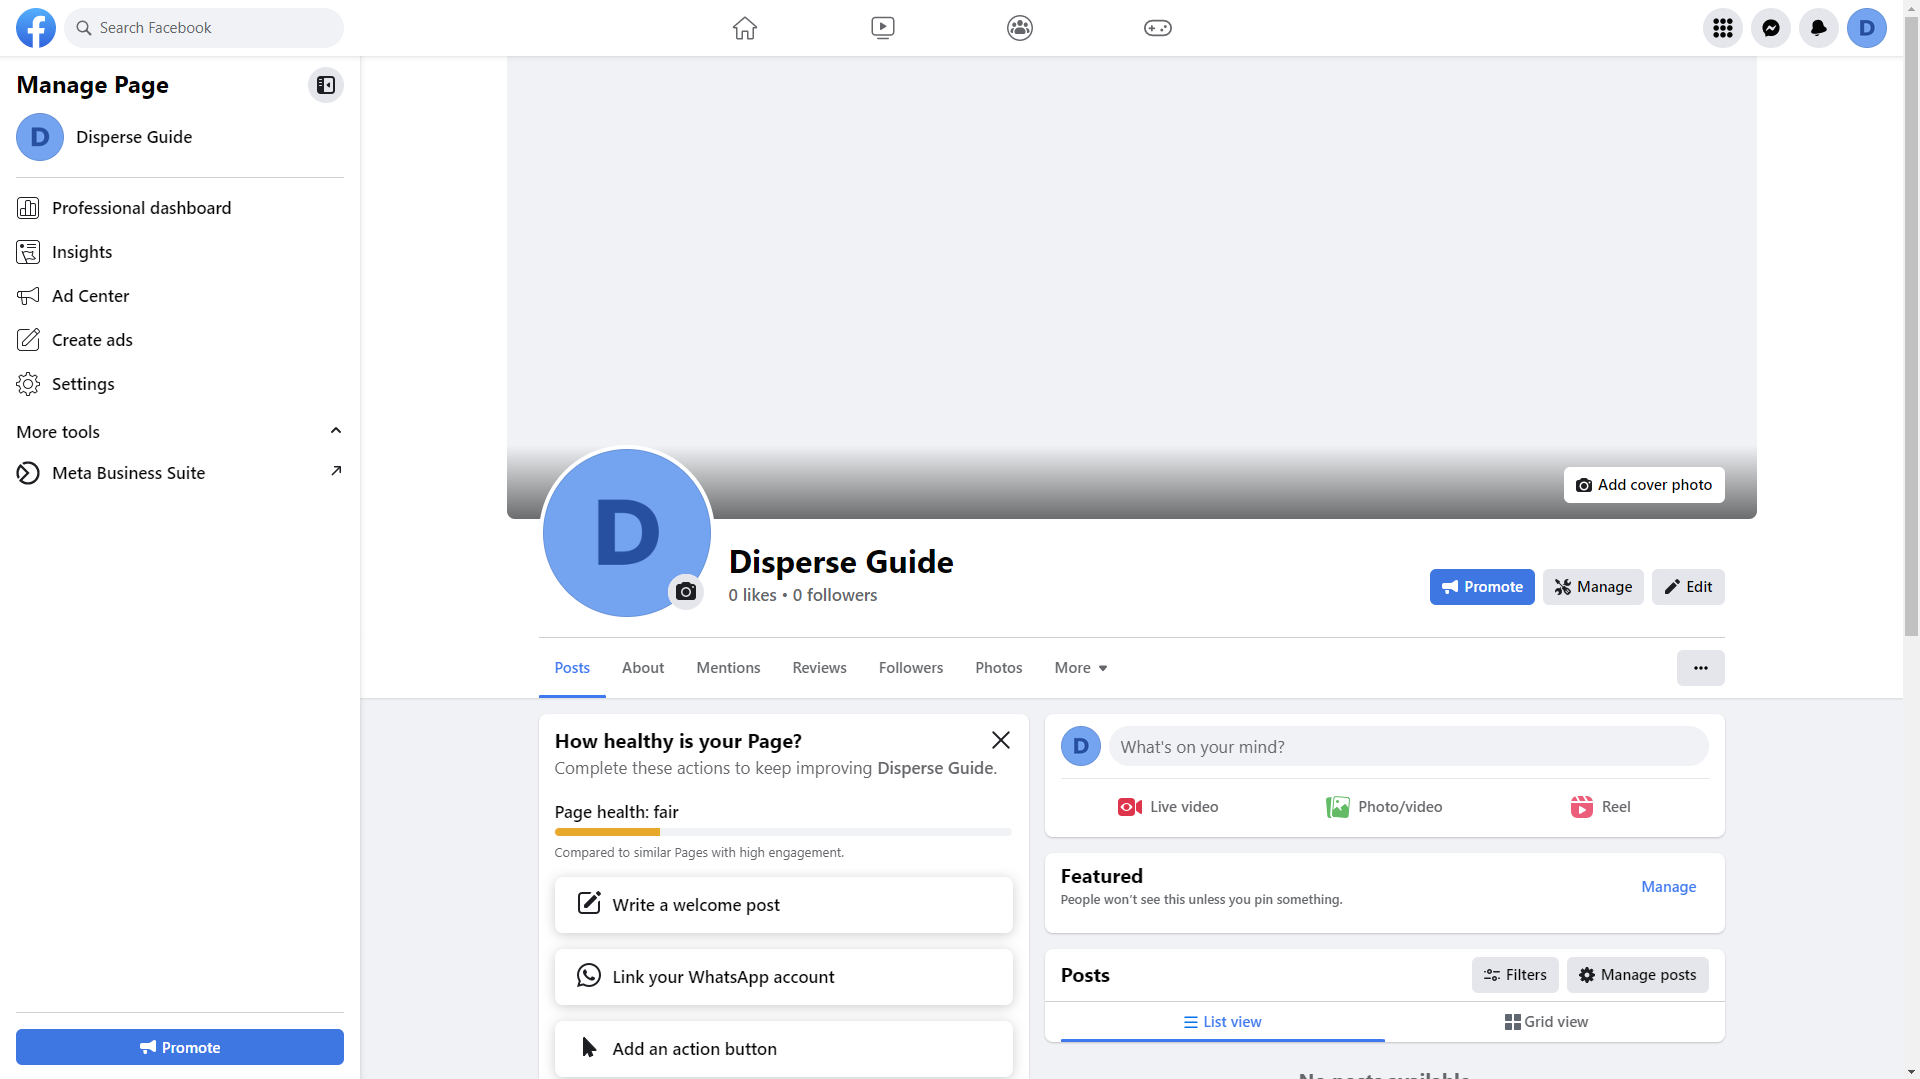 Search Facebook
D
Manage Page
D
Disperse Guide
Professional dashboard
Insights
Ad Center
Create ads
Settings
More tools
Meta Business Suite
Promote
Add cover photo
D
Disperse Guide
0 likes • 0 followers
Promote
Manage
Edit
Posts
About
Mentions
Reviews
Followers
Photos
More
How healthy is your Page?
Complete these actions to keep improving Disperse Guide.
Page health: fair
Compared to similar Pages with high engagement.
Write a welcome post
Link your WhatsApp account
Add an action button
D
What's on your mind?
Live video
Photo/video
Reel
Featured
People won't see this unless you pin something.
Manage
Posts
Filters
Manage posts
List view
Grid view
No posts available